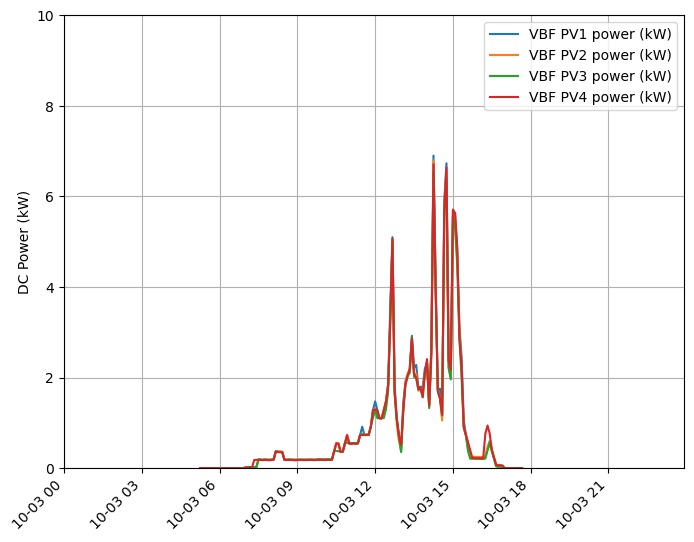 10
8
6
4
2
0
DC Power (kW)
VBF PV1 power (kW)
VBF PV2 power (kW)
VBF PV3 power (kW)
VBF PV4 power (kW)
10-03 00
10-03 03
10-03 06
10-03 09
10-03 12
10-03 15
10-03 18
10-03 21